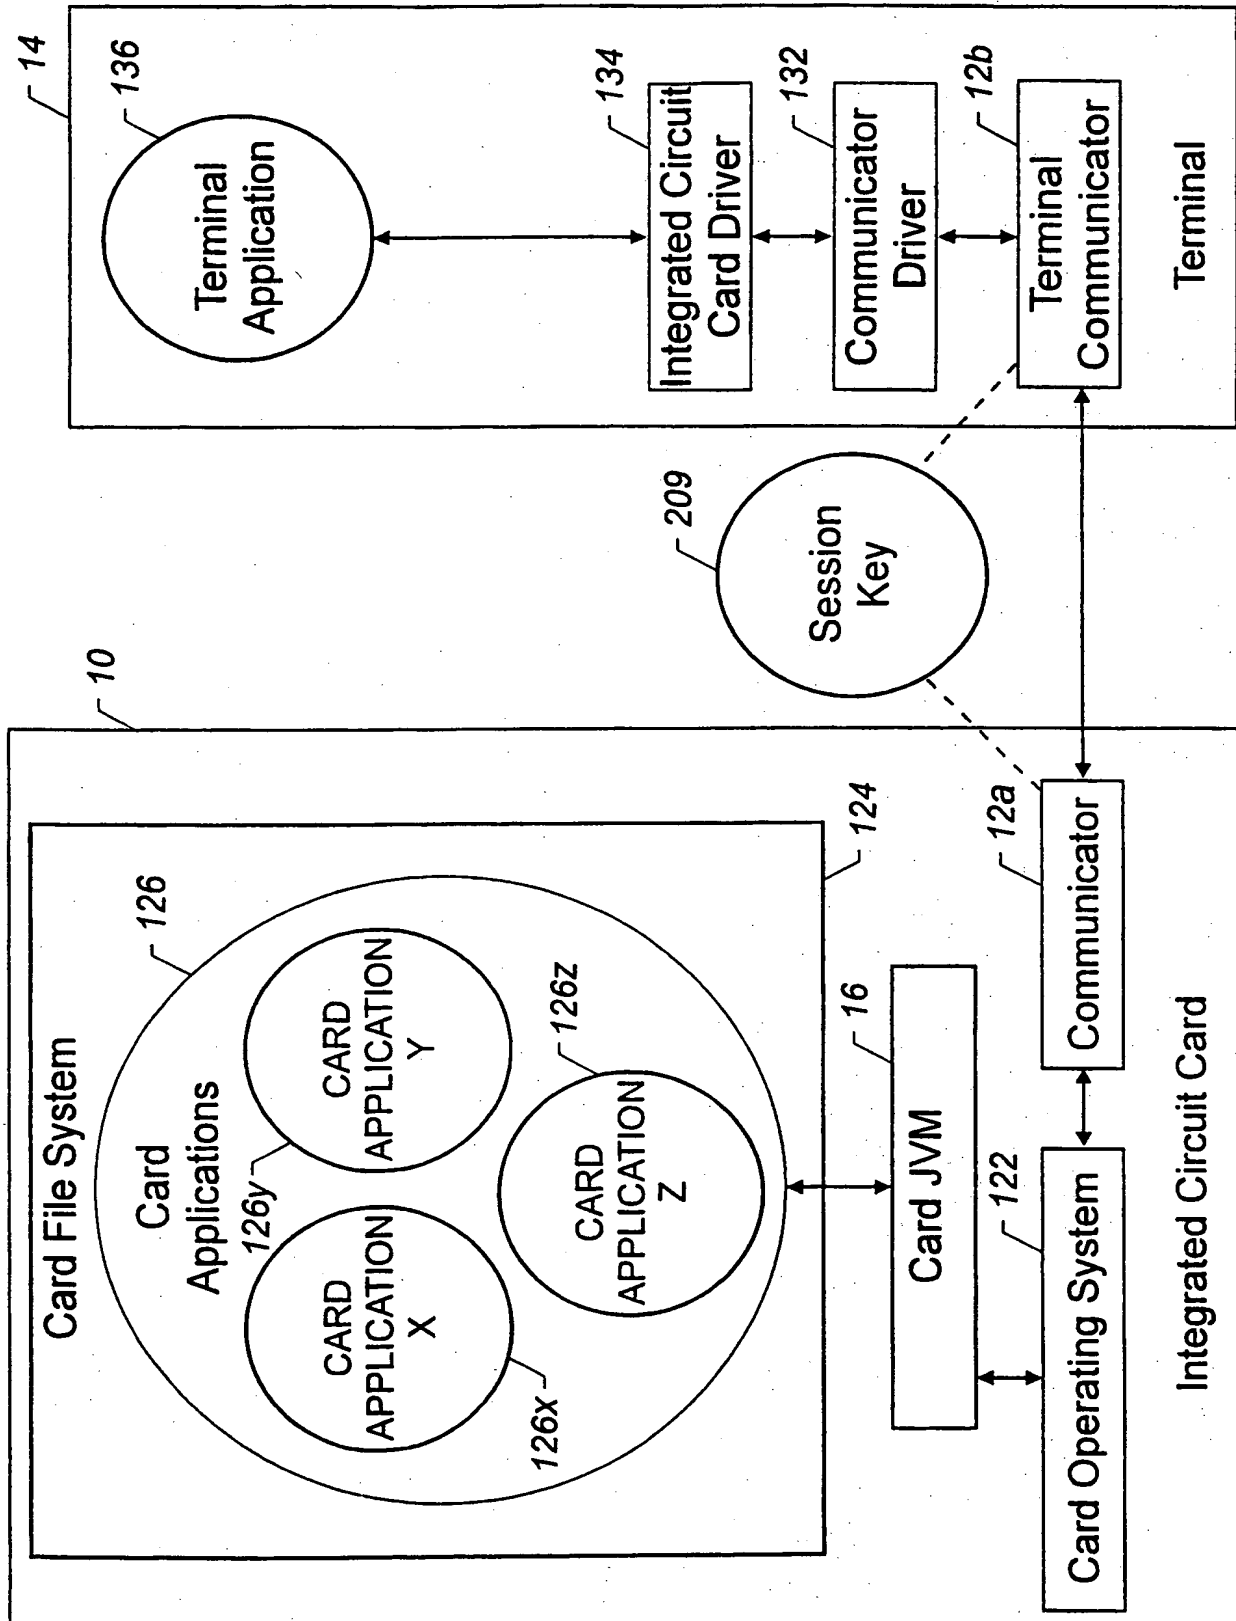 Card File System
10
14
126
Card
Applications
126y
CARD
APPLICATION
X
CARD
APPLICATION
Y
126x
CARD
APPLICATION
Z
126z
124
Card JVM
16
Card Operating System
122
Communicator
12a
Integrated Circuit Card
Session
Key
209
Terminal
Application
136
Integrated Circuit
Card Driver
134
Communicator
Driver
132
Terminal
Communicator
12b
Terminal